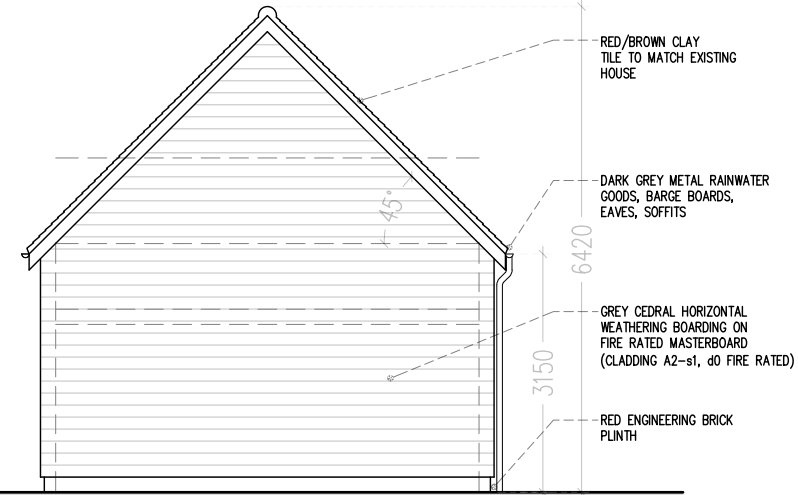 RED/BROWN CLAY
TILE TO MATCH EXISTING
HOUSE
DARK GREY METAL RAINWATER
GOODS, BARGE BOARDS,
EAVES, SOFFITS
45°
6420
GREY CEDRAL HORIZONTAL
WEATHERING BOARDING ON
FIRE RATED MASTERBOARD
(CLADDING A2-s1, d0 FIRE RATED)
3150
RED ENGINEERING BRICK
PLINTH